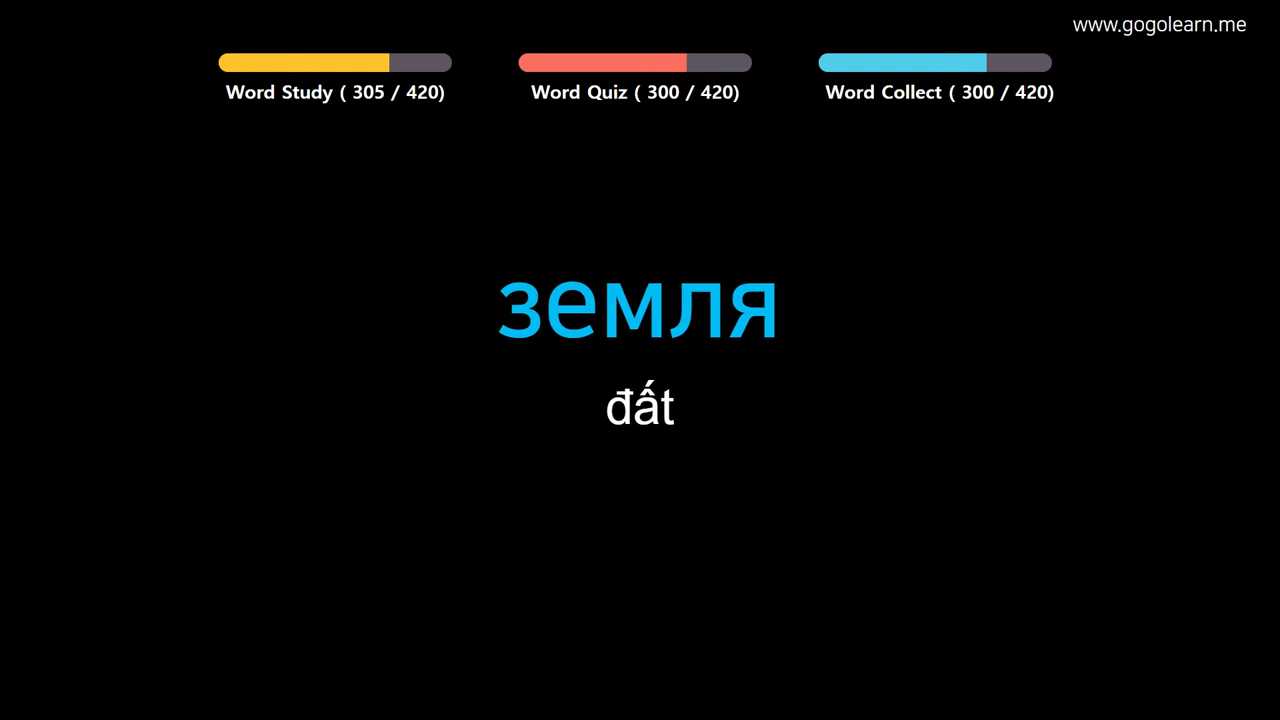 www.gogolearn.me
Word Study ( 305 / 420)
Word Quiz ( 300 / 420)
Word Collect ( 300 / 420)
земля
đất